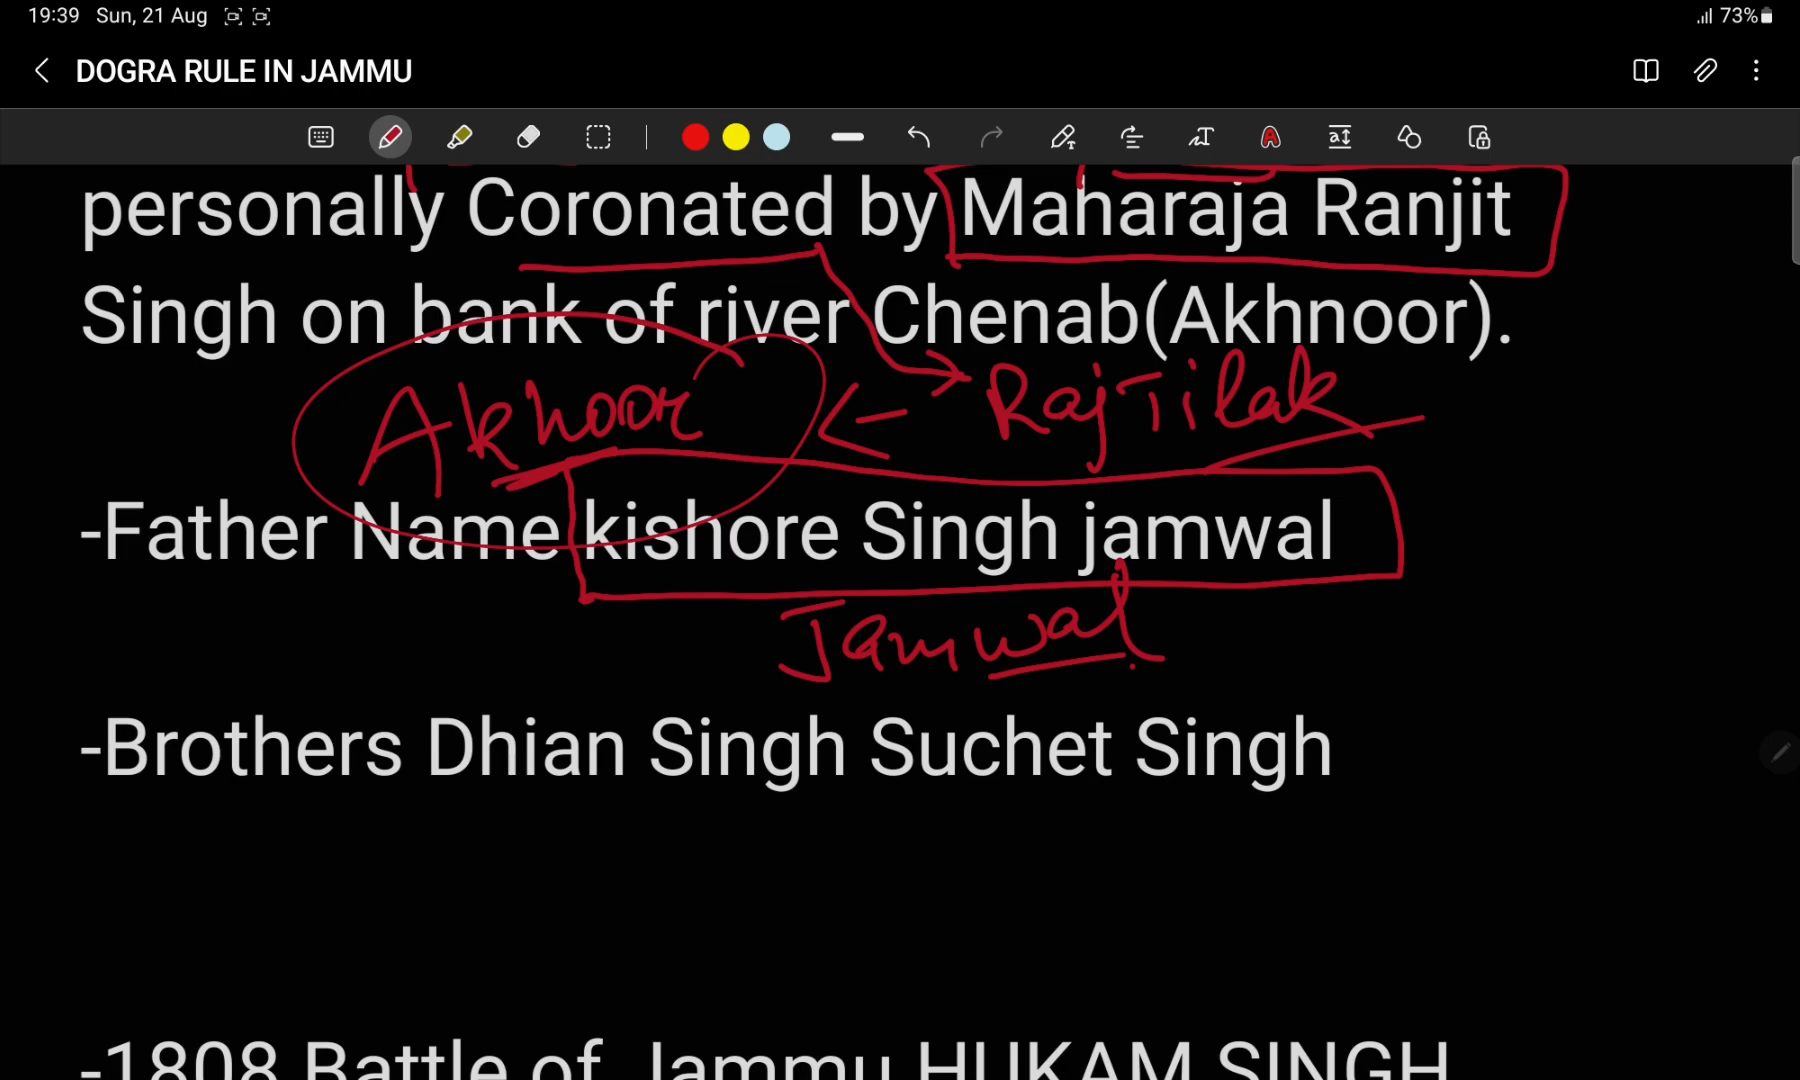 19:39 Sun, 21 Aug 73%
DOGRA RULE IN JAMMU
personally Coronated by Maharaja Ranjit
Singh on bank of river Chenab(Akhnoor).
Akhoor RajTilak
-Father Name kishore Singh jamwal
Jamwal
-Brothers Dhian Singh Suchet Singh
-1808 Battle of Jammu HUKAM SINGH